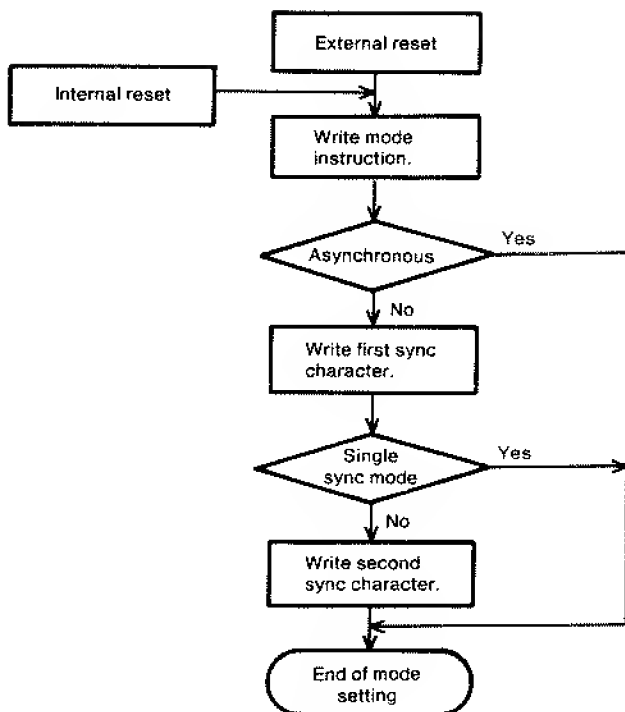 External reset
Internal reset
Write mode
instruction.
Asynchronous
Yes
No
Write first sync
character.
Single
sync mode
Yes
No
Write second
sync character.
End of mode
setting